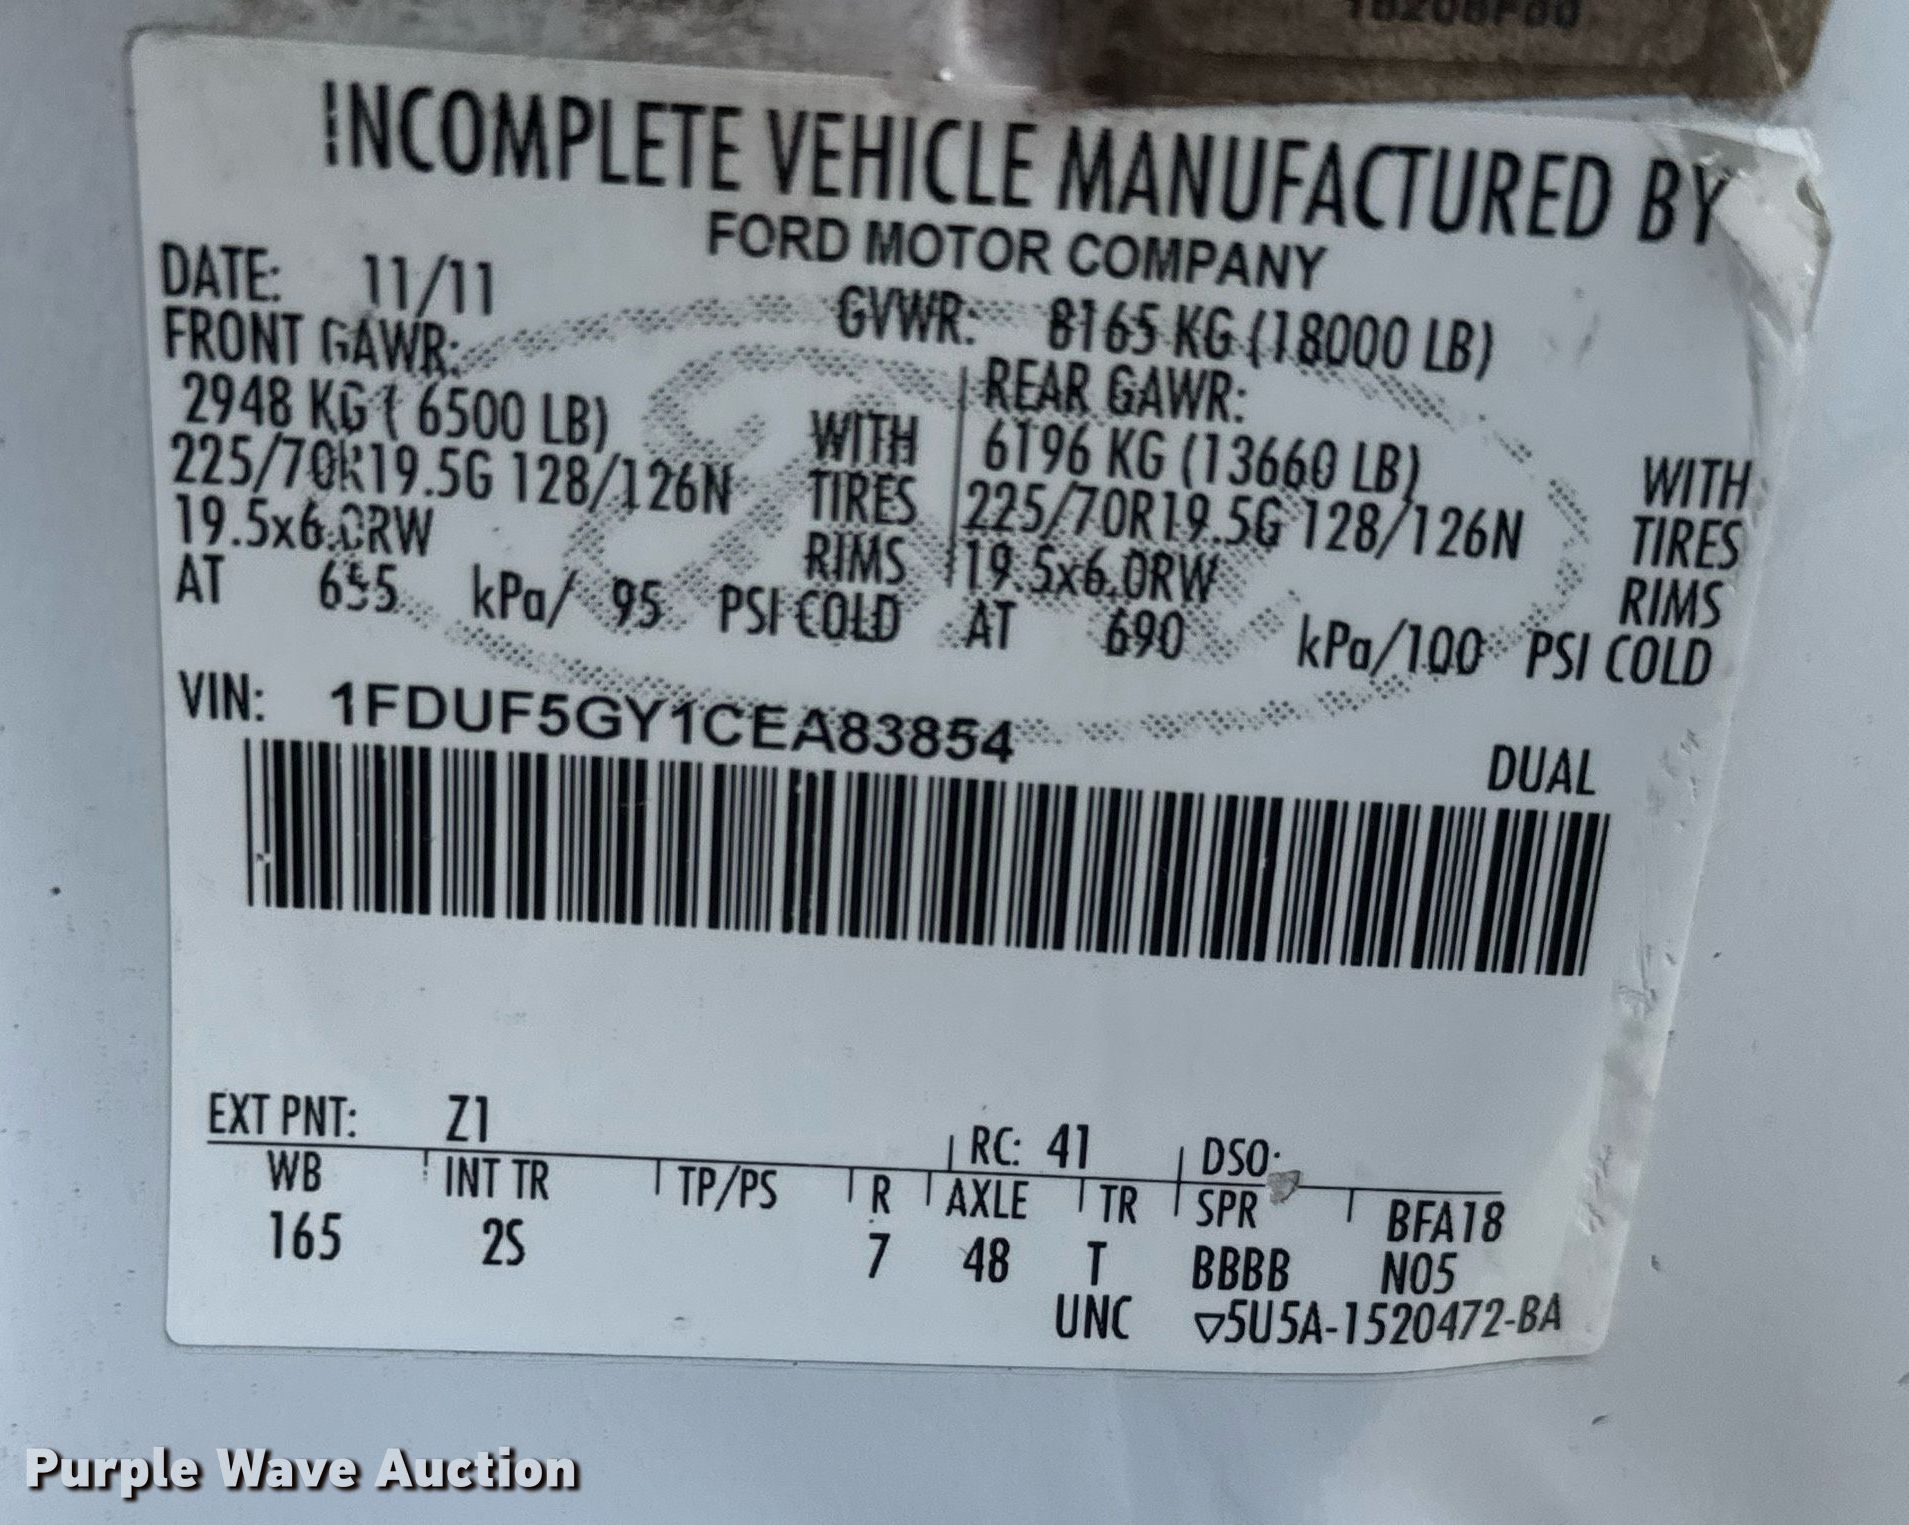 INCOMPLETE VEHICLE MANUFACTURED BY
FORD MOTOR COMPANY
DATE: 11/11 GVWR: 8165 KG (18000 LB)
FRONT GAWR: REAR GAWR:
2948 KG ( 6500 LB) WITH 6196 KG (13660 LB) WITH
225/70R19.5G 128/126N TIRES 225/70R19.5G 128/126N TIRES
19.5x6.0RW RIMS 19.5x6.0RW RIMS
AT 655 kPa/ 95 PSI COLD AT 690 kPa/100 PSI COLD
VIN: 1FDUF5GY1CEA83854
DUAL
EXT PNT: Z1 RC: 41 DSO:
WB INT TR TP/PS R AXLE TR SPR BFA18
165 2S 7 48 T BBBB N05
UNC ▽5U5A-1520472-BA
Purple Wave Auction